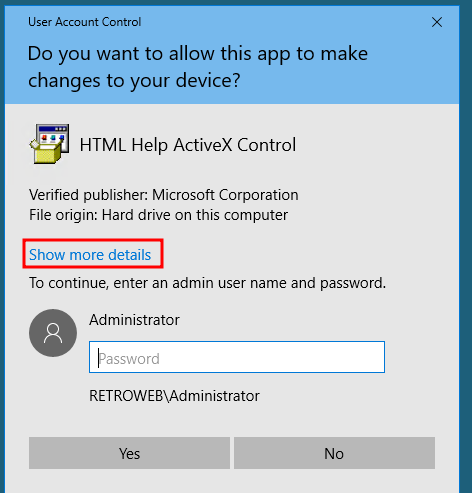 User Account Control
Do you want to allow this app to make
changes to your device?
HTML Help ActiveX Control
Verified publisher: Microsoft Corporation
File origin: Hard drive on this computer
Show more details
To continue, enter an admin user name and password.
Administrator
Password
RETROWEB\Administrator
Yes
No